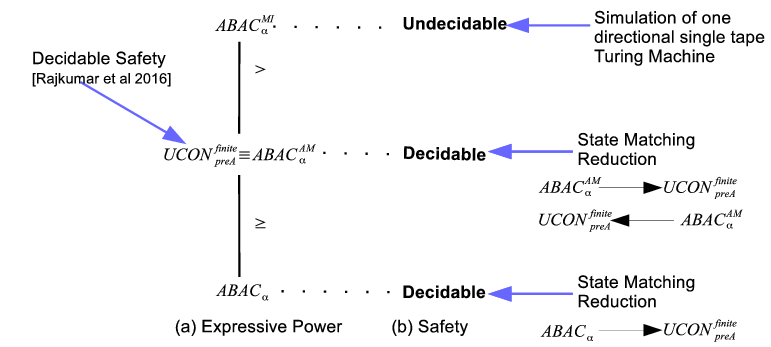 ABAC_α^MI . . . . . . Undecidable
Simulation of one
directional single tape
Turing Machine
Decidable Safety
[Rajkumar et al 2016]
>
UCON_preA^finite ≡ ABAC_α^AM . . . . Decidable
State Matching
Reduction
ABAC_α^AM UCON_preA^finite
UCON_preA^finite ABAC_α^AM
≥
ABAC_α . . . . . . Decidable
State Matching
Reduction
ABAC_α UCON_preA^finite
(a) Expressive Power (b) Safety